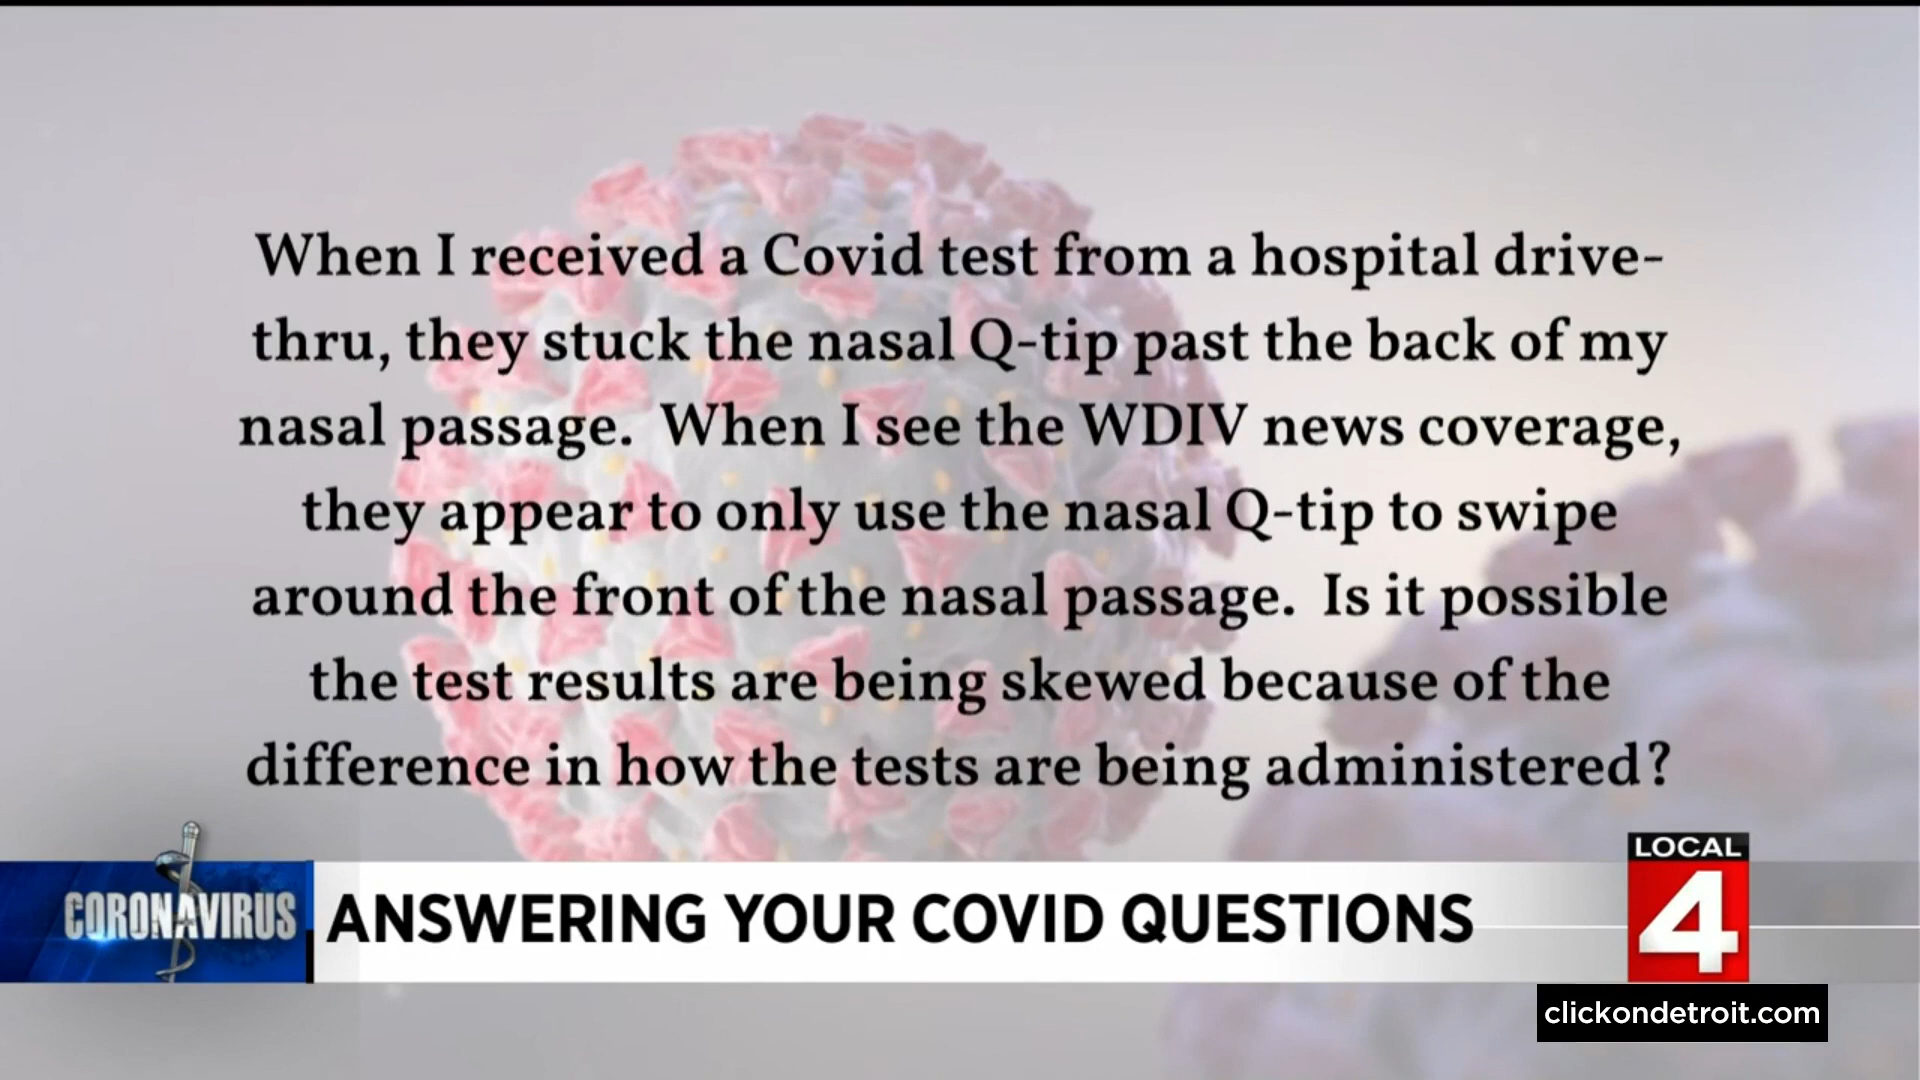 When I received a Covid test from a hospital drive-
thru, they stuck the nasal Q-tip past the back of my
nasal passage.  When I see the WDIV news coverage,
they appear to only use the nasal Q-tip to swipe
around the front of the nasal passage.  Is it possible
the test results are being skewed because of the
difference in how the tests are being administered?
CORONAVIRUS
ANSWERING YOUR COVID QUESTIONS
LOCAL
4
clickondetroit.com